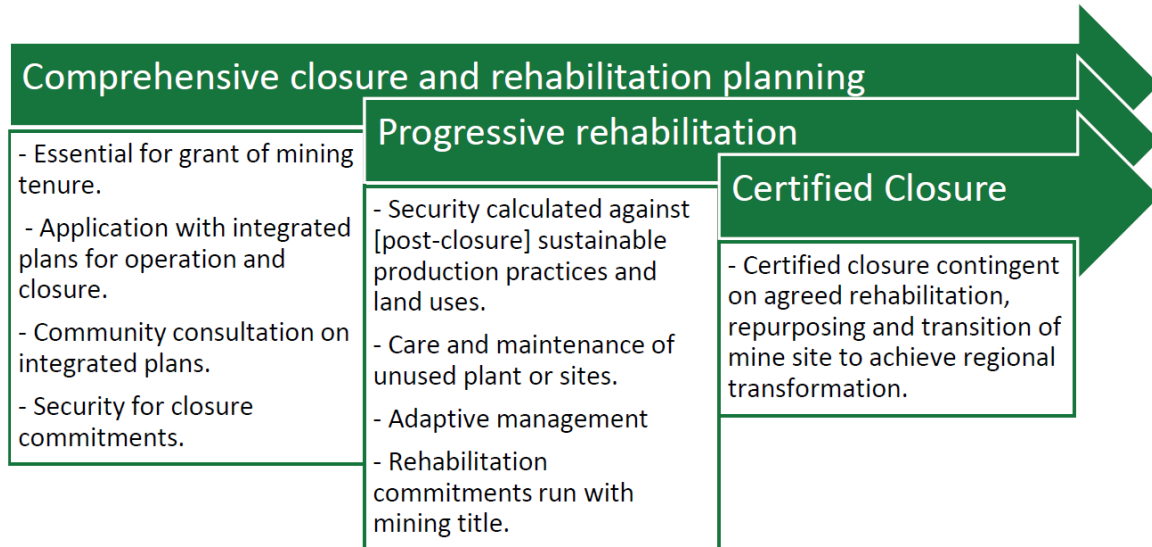 Comprehensive closure and rehabilitation planning
- Essential for grant of mining
tenure.
- Application with integrated
plans for operation and
closure.
- Community consultation on
integrated plans.
- Security for closure
commitments.
Progressive rehabilitation
- Security calculated against
[post-closure] sustainable
production practices and
land uses.
- Care and maintenance of
unused plant or sites.
- Adaptive management
- Rehabilitation
commitments run with
mining title.
Certified Closure
- Certified closure contingent
on agreed rehabilitation,
repurposing and transition of
mine site to achieve regional
transformation.